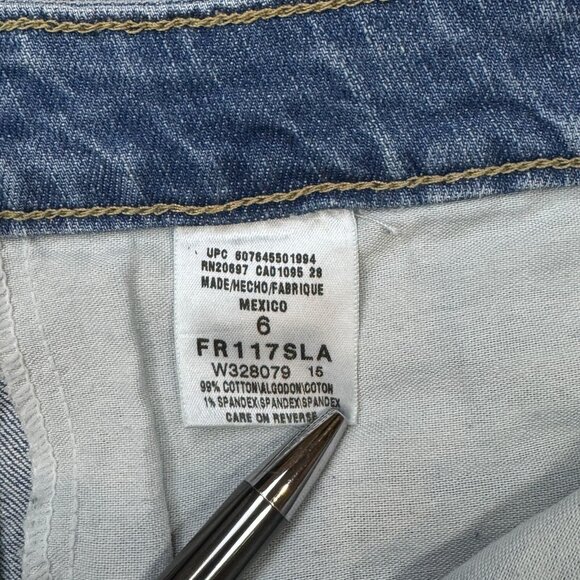 UPC 607645501994
RN20697 CA01095 28
MADE/HECHO/FABRIQUE
MEXICO
6
FR117SLA
W328079 15
99% COTTON\ALGODON\COTON
1% SPANDEX\SPANDEX\SPANDEX
CARE ON REVERSE